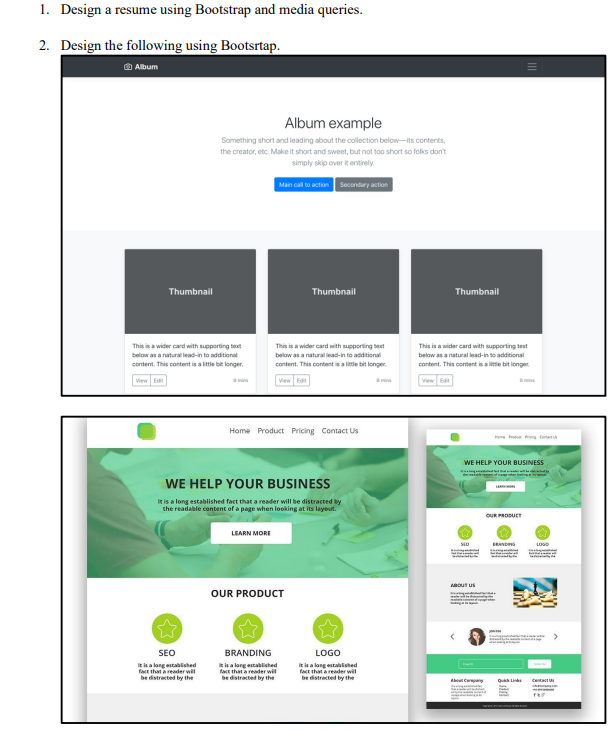 1. Design a resume using Bootstrap and media queries.
2. Design the following using Bootsrtap.
Album
Album example
Something short and leading about the collection below—its contents,
the creator, etc. Make it short and sweet, but not too short so folks don't
simply skip over it entirely.
Main call to action Secondary action
Thumbnail Thumbnail Thumbnail
This is a wider card with supporting text This is a wider card with supporting text This is a wider card with supporting text
below as a natural lead-in to additional below as a natural lead-in to additional below as a natural lead-in to additional
content. This content is a little bit longer. content. This content is a little bit longer. content. This content is a little bit longer.
View Edit 9 mins View Edit 9 mins View Edit 9 mins
Home Product Pricing Contact Us
WE HELP YOUR BUSINESS
It is a long established fact that a reader will be distracted by
the readable content of a page when looking at its layout.
LEARN MORE
OUR PRODUCT
SEO BRANDING LOGO
It is a long established It is a long established It is a long established
fact that a reader will fact that a reader will fact that a reader will
be distracted by the be distracted by the be distracted by the
Home Product Pricing Contact Us
WE HELP YOUR BUSINESS
LEARN MORE
OUR PRODUCT
SEO BRANDING LOGO
ABOUT US
About Company Quick Links Contact Us